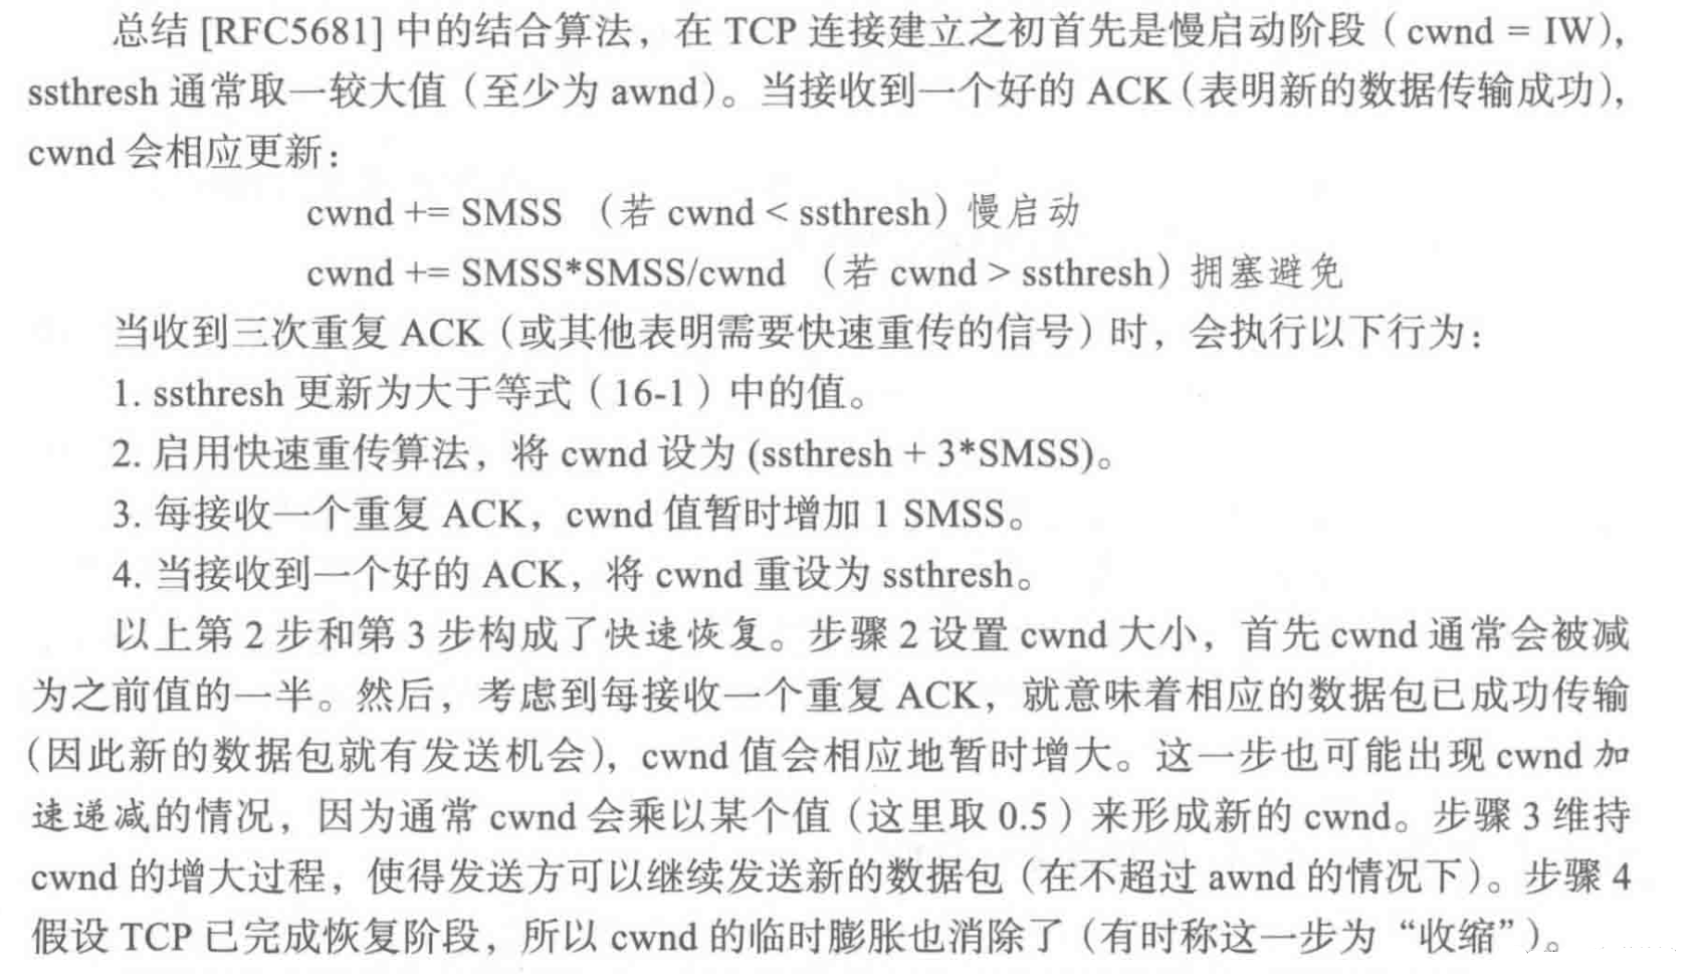 总结 [RFC5681] 中的结合算法，在 TCP 连接建立之初首先是慢启动阶段（cwnd = IW），
ssthresh 通常取一较大值（至少为 awnd）。当接收到一个好的 ACK（表明新的数据传输成功），
cwnd 会相应更新：
cwnd += SMSS （若 cwnd < ssthresh）慢启动
cwnd += SMSS*SMSS/cwnd （若 cwnd > ssthresh）拥塞避免
当收到三次重复 ACK（或其他表明需要快速重传的信号）时，会执行以下行为：
1. ssthresh 更新为大于等式（16-1）中的值。
2. 启用快速重传算法，将 cwnd 设为 (ssthresh + 3*SMSS)。
3. 每接收一个重复 ACK，cwnd 值暂时增加 1 SMSS。
4. 当接收到一个好的 ACK，将 cwnd 重设为 ssthresh。
以上第 2 步和第 3 步构成了快速恢复。步骤 2 设置 cwnd 大小，首先 cwnd 通常会被减
为之前值的一半。然后，考虑到每接收一个重复 ACK，就意味着相应的数据包已成功传输
（因此新的数据包就有发送机会），cwnd 值会相应地暂时增大。这一步也可能出现 cwnd 加
速递减的情况，因为通常 cwnd 会乘以某个值（这里取 0.5）来形成新的 cwnd。步骤 3 维持
cwnd 的增大过程，使得发送方可以继续发送新的数据包（在不超过 awnd 的情况下）。步骤 4
假设 TCP 已完成恢复阶段，所以 cwnd 的临时膨胀也消除了（有时称这一步为“收缩”）。